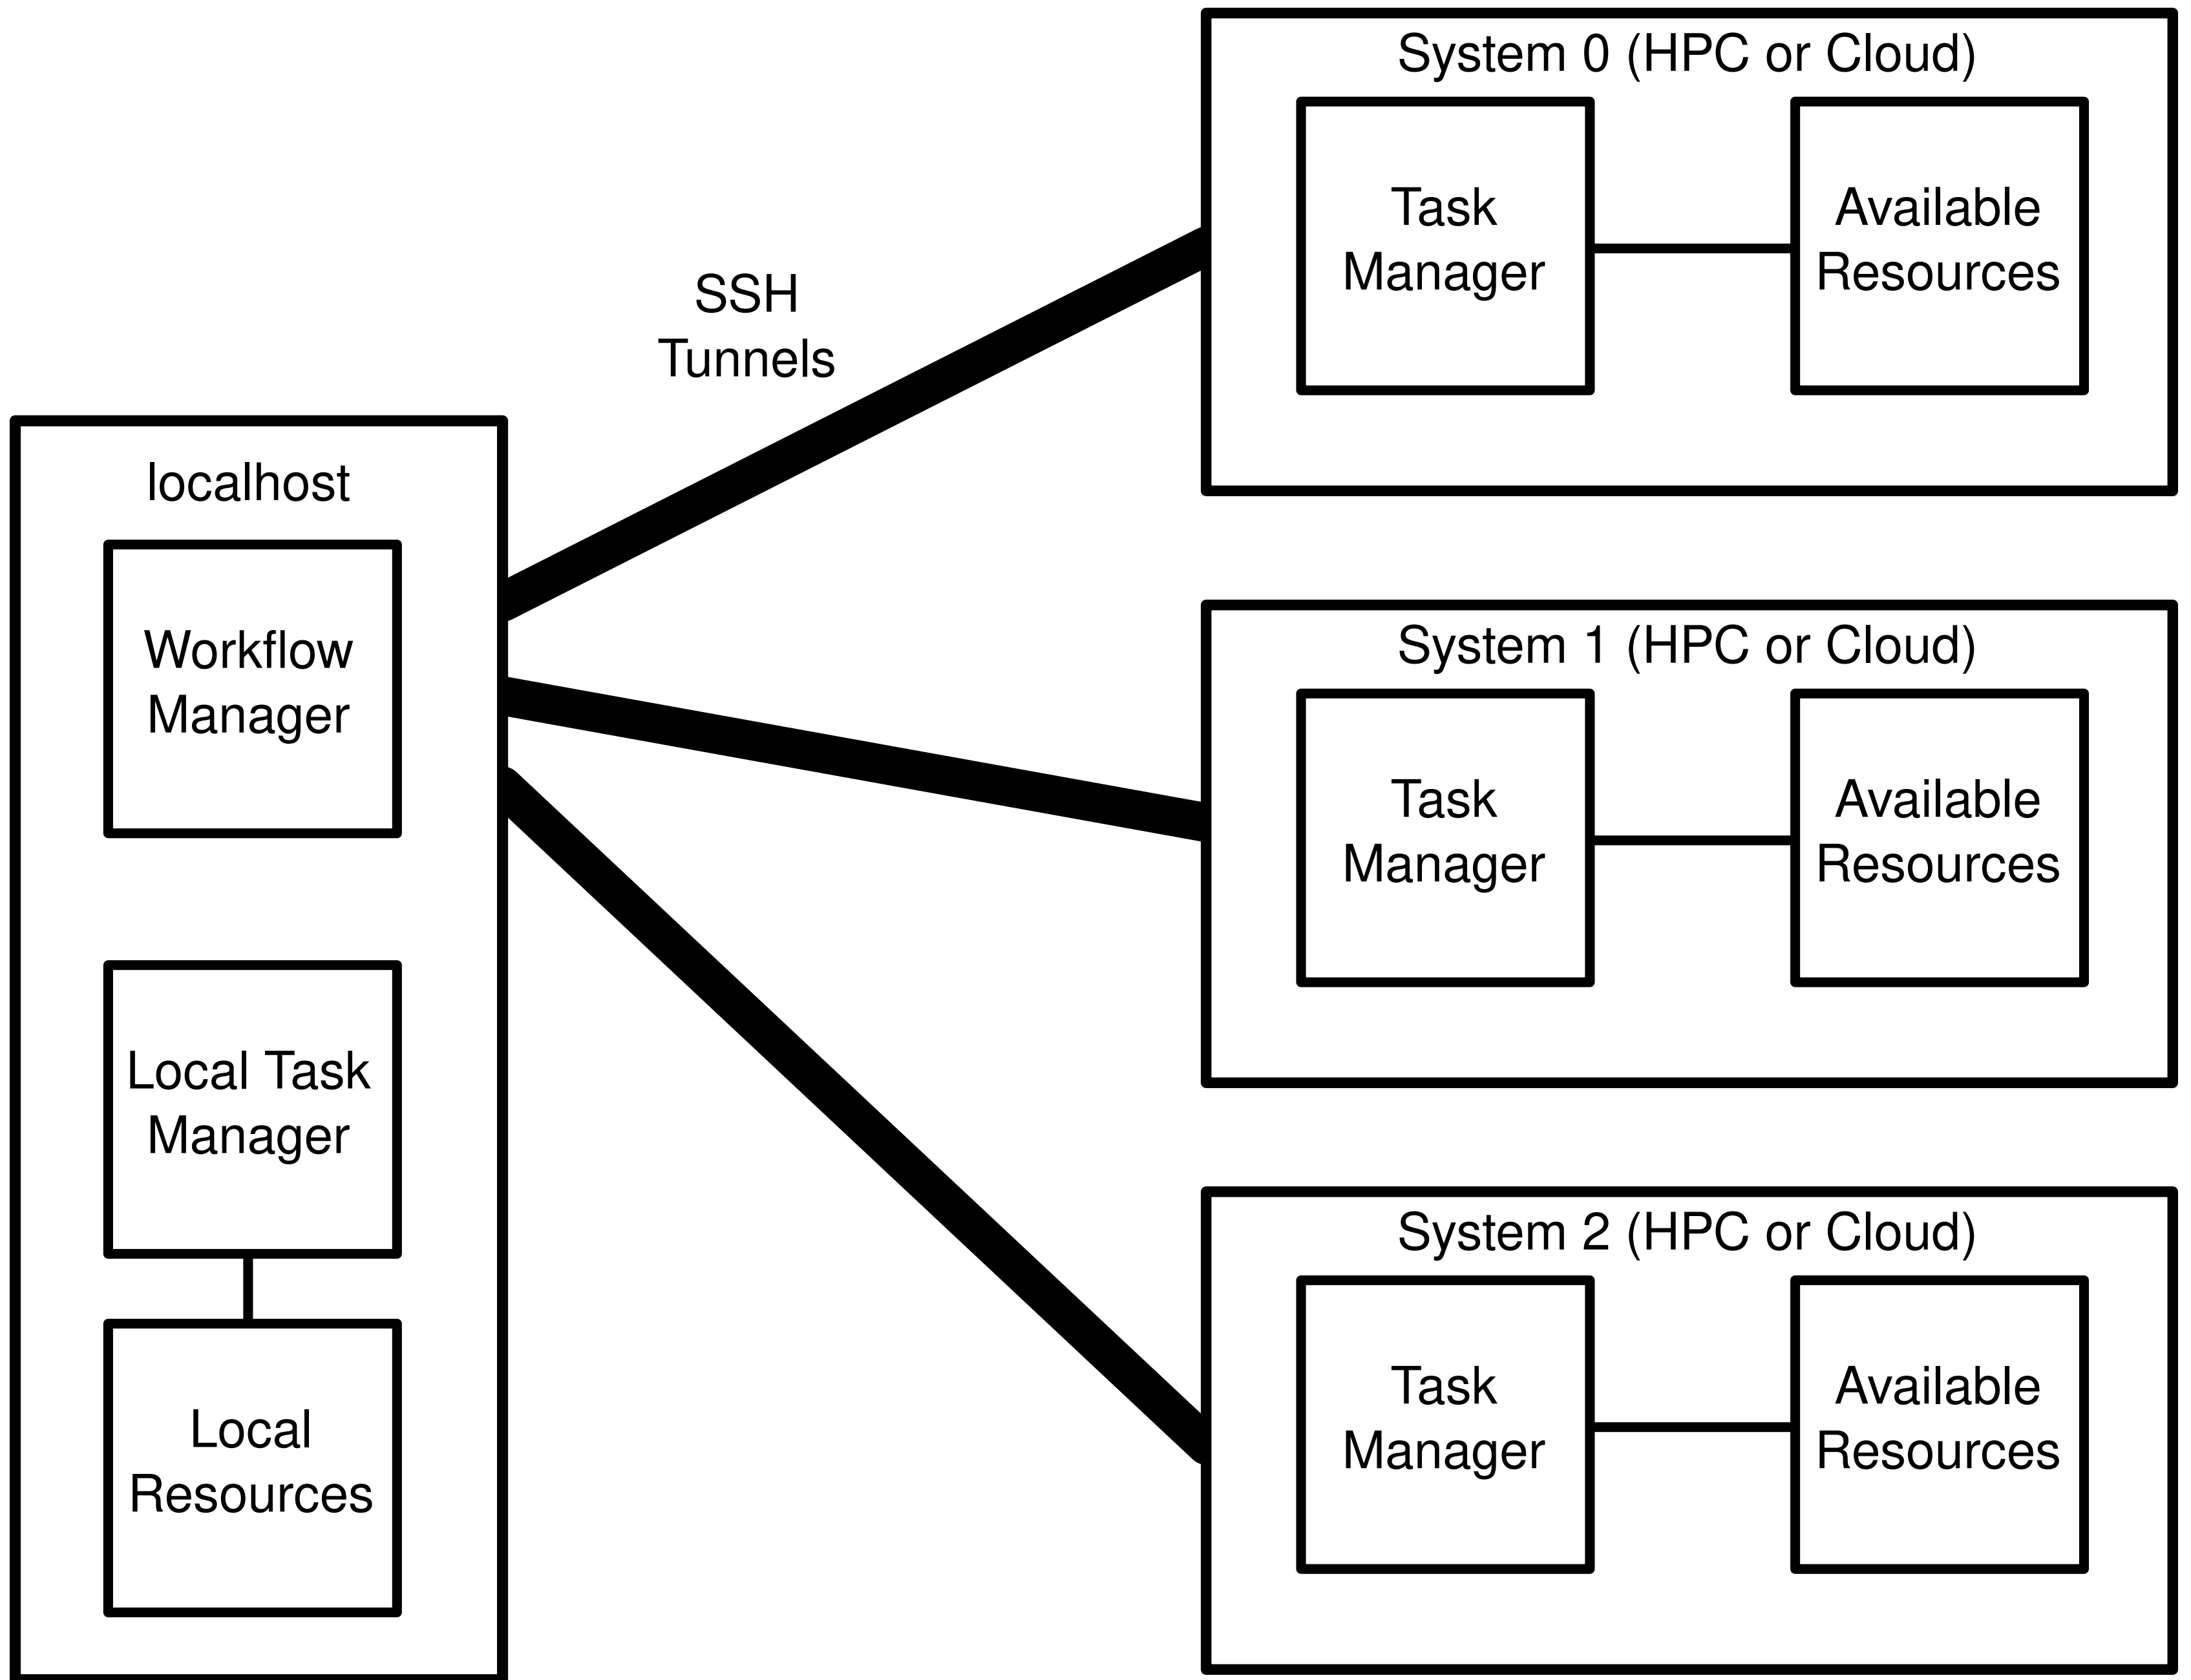 System 0 (HPC or Cloud)
Task
Manager
Available
Resources
SSH
Tunnels
localhost
Workflow
Manager
Local Task
Manager
Local
Resources
System 1 (HPC or Cloud)
Task
Manager
Available
Resources
System 2 (HPC or Cloud)
Task
Manager
Available
Resources